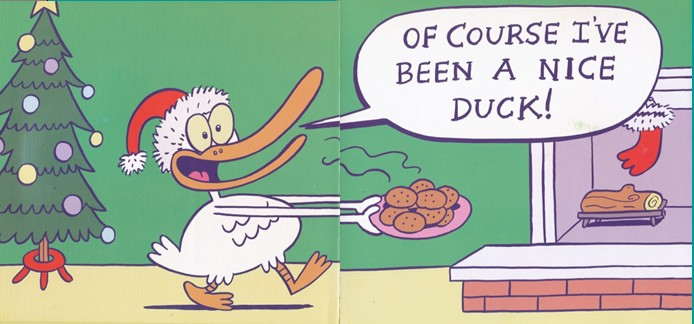 OF COURSE I'VE
BEEN A NICE
DUCK!